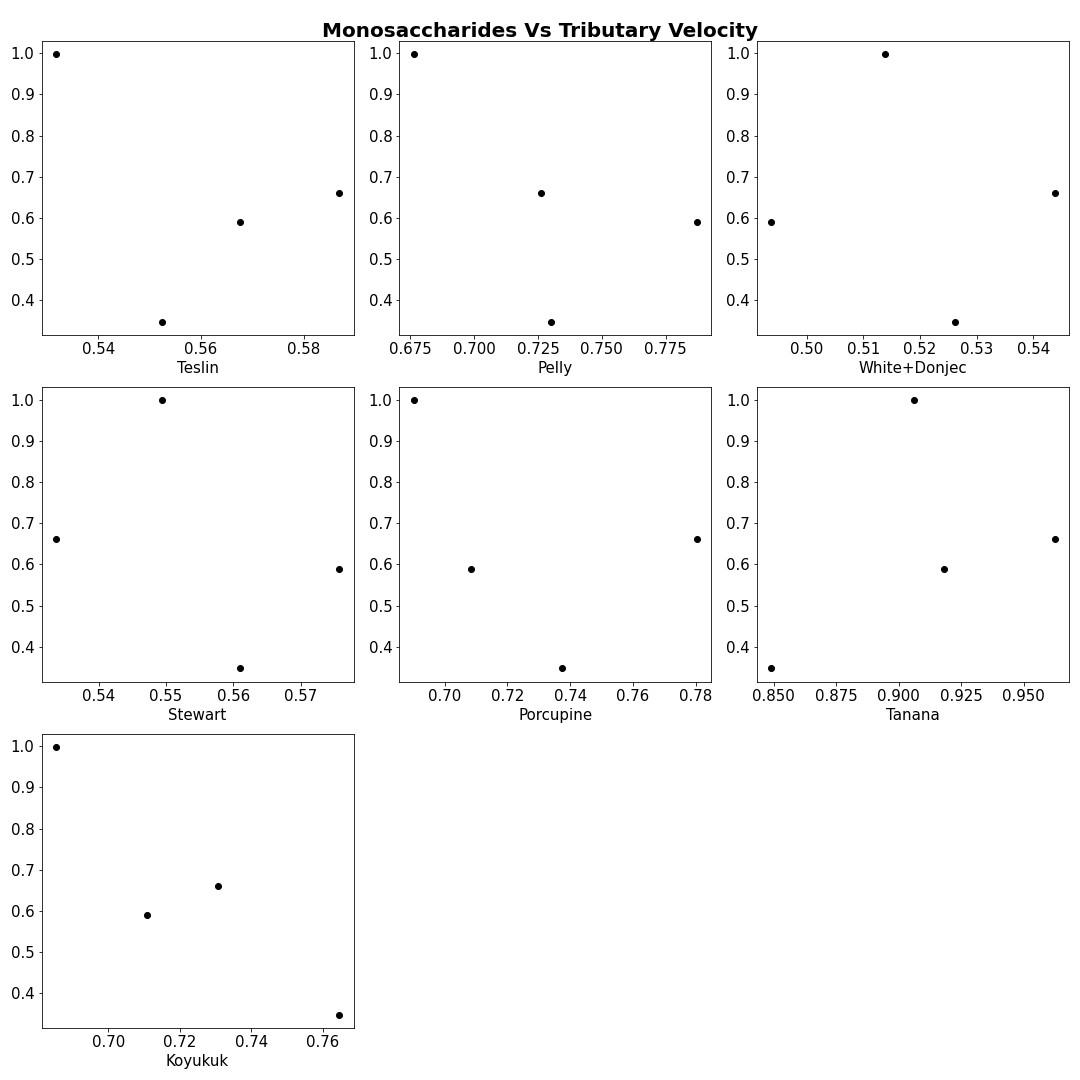 Monosaccharides Vs Tributary Velocity
1.0 0.9 0.8 0.7 0.6 0.5 0.4
0.54 0.56 0.58
Teslin
1.0 0.9 0.8 0.7 0.6 0.5 0.4
0.675 0.700 0.725 0.750 0.775
Pelly
1.0 0.9 0.8 0.7 0.6 0.5 0.4
0.50 0.51 0.52 0.53 0.54
White+Donjec
1.0 0.9 0.8 0.7 0.6 0.5 0.4
0.54 0.55 0.56 0.57
Stewart
1.0 0.9 0.8 0.7 0.6 0.5 0.4
0.70 0.72 0.74 0.76 0.78
Porcupine
1.0 0.9 0.8 0.7 0.6 0.5 0.4
0.850 0.875 0.900 0.925 0.950
Tanana
1.0 0.9 0.8 0.7 0.6 0.5 0.4
0.70 0.72 0.74 0.76
Koyukuk